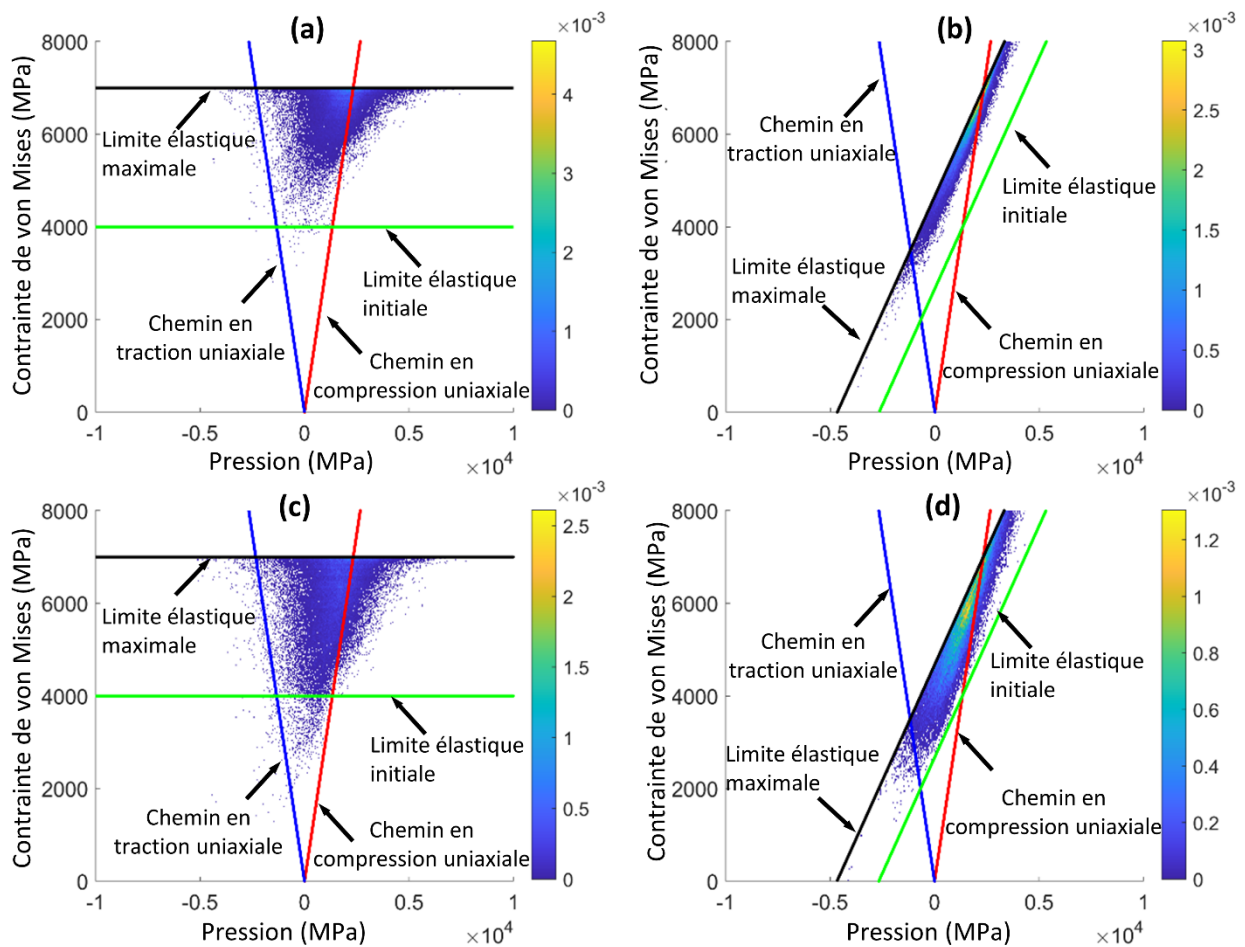 (a)
×10⁻³
Contrainte de von Mises (MPa)
8000
6000
4000
2000
0
Limite élastique
maximale
Limite élastique
initiale
Chemin en
traction uniaxiale
Chemin en
compression uniaxiale
4
3
2
1
0
-1
-0.5
0
0.5
1
Pression (MPa)
×10⁴
(b)
×10⁻³
Contrainte de von Mises (MPa)
8000
6000
4000
2000
0
Chemin en
traction uniaxiale
Limite élastique
initiale
Limite élastique
maximale
Chemin en
compression uniaxiale
3
2.5
2
1.5
1
0.5
0
-1
-0.5
0
0.5
1
Pression (MPa)
×10⁴
(c)
×10⁻³
Contrainte de von Mises (MPa)
8000
6000
4000
2000
0
Limite élastique
maximale
Limite élastique
initiale
Chemin en
traction uniaxiale
Chemin en
compression uniaxiale
2.5
2
1.5
1
0.5
0
-1
-0.5
0
0.5
1
Pression (MPa)
×10⁴
(d)
×10⁻³
Contrainte de von Mises (MPa)
8000
6000
4000
2000
0
Chemin en
traction uniaxiale
Limite élastique
initiale
Limite élastique
maximale
Chemin en
compression uniaxiale
1.2
1
0.8
0.6
0.4
0.2
0
-1
-0.5
0
0.5
1
Pression (MPa)
×10⁴